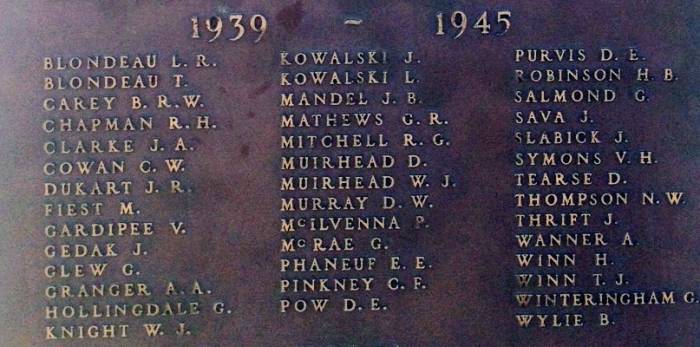 1939 ~ 1945
BLONDEAU L. R.
BLONDEAU T.
CAREY B. R. W.
CHAPMAN R. H.
CLARKE J. A.
COWAN C. W.
DUKART J. R.
FIEST M.
GARDIPEE V.
GEDAK J.
GLEW G.
GRANGER A. A.
HOLLINGDALE G.
KNIGHT W. J.
KOWALSKI J.
KOWALSKI L.
MANDEL J. B.
MATHEWS G. R.
MITCHELL R. G.
MUIRHEAD D.
MUIRHEAD W. J.
MURRAY D. W.
McILVENNA P.
McRAE G.
PHANEUF E. E.
PINKNEY C. F.
POW D. E.
PURVIS D. E.
ROBINSON H. B.
SALMOND G.
SAVA J.
SLABICK J.
SYMONS V. H.
TEARSE D.
THOMPSON N. W.
THRIFT J.
WANNER A.
WINN H.
WINN T. J.
WINTERINGHAM G.
WYLIE B.